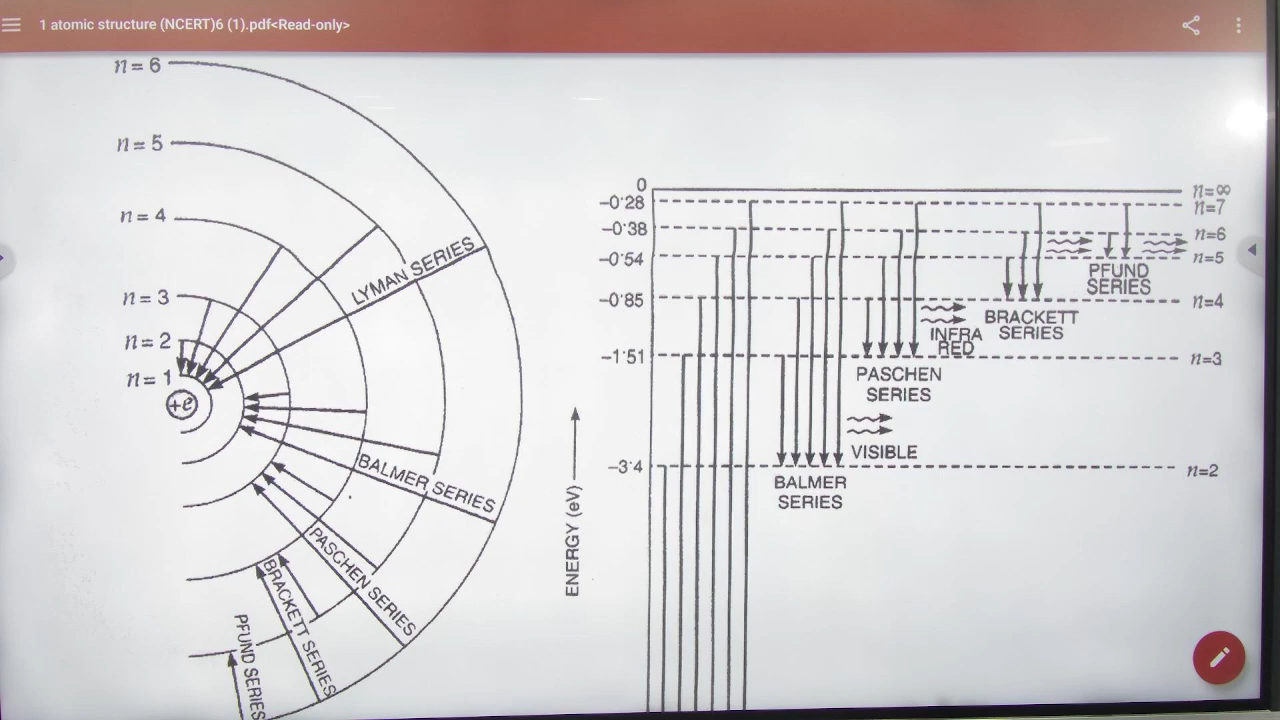 1 atomic structure (NCERT)6 (1).pdf<Read-only>
n = 6
n = 5
n = 4
n = 3
n = 2
n = 1
+e
LYMAN SERIES
BALMER SERIES
PASCHEN SERIES
BRACKETT SERIES
PFUND SERIES
ENERGY (eV)
0
n=∞
–0·28
n=7
–0·38
n=6
–0·54
n=5
PFUND
SERIES
–0·85
n=4
BRACKETT
SERIES
INFRA
RED
–1·51
n=3
PASCHEN
SERIES
VISIBLE
–3·4
n=2
BALMER
SERIES